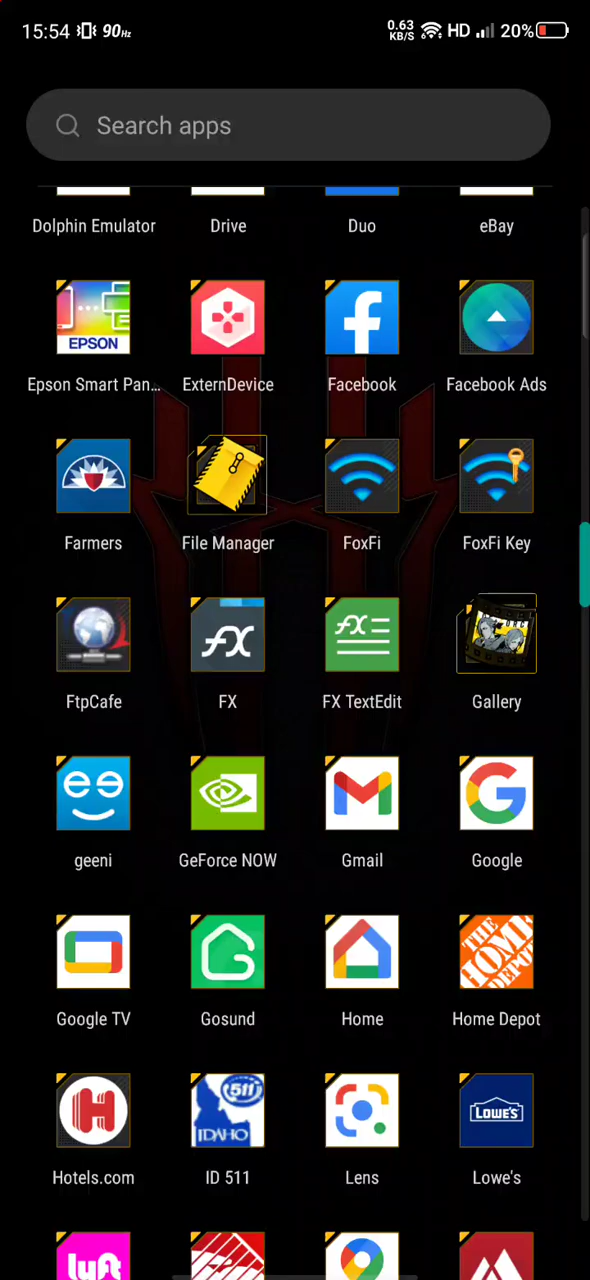 15:54 90Hz 0.63 KB/S HD 20%
Search apps
Dolphin Emulator Drive Duo eBay
EPSON
Epson Smart Pan... ExternDevice Facebook Facebook Ads
Farmers File Manager FoxFi FoxFi Key
FX FX
FtpCafe FX FX TextEdit Gallery
geeni GeForce NOW Gmail Google
THE HOME DEPOT
Google TV Gosund Home Home Depot
H 511 IDAHO LOWE'S
Hotels.com ID 511 Lens Lowe's
lyft